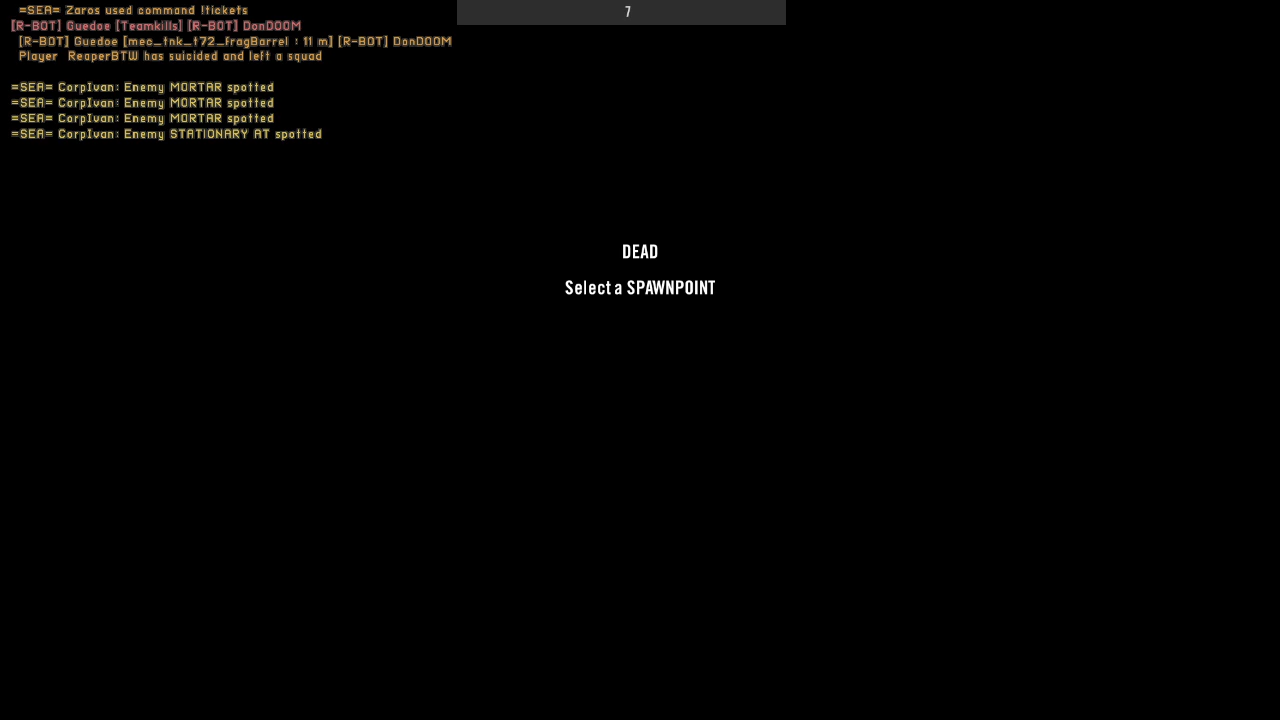 =SEA= Zaros used command !tickets
[R-BOT] Guedoe [Teamkills] [R-BOT] DonDOOM
[R-BOT] Guedoe [mec_tnk_t72_fragBarrel : 11 m] [R-BOT] DonDOOM
Player ReaperBTW has suicided and left a squad
=SEA= CorpIvan: Enemy MORTAR spotted
=SEA= CorpIvan: Enemy MORTAR spotted
=SEA= CorpIvan: Enemy MORTAR spotted
=SEA= CorpIvan: Enemy STATIONARY AT spotted
7
DEAD
Select a SPAWNPOINT